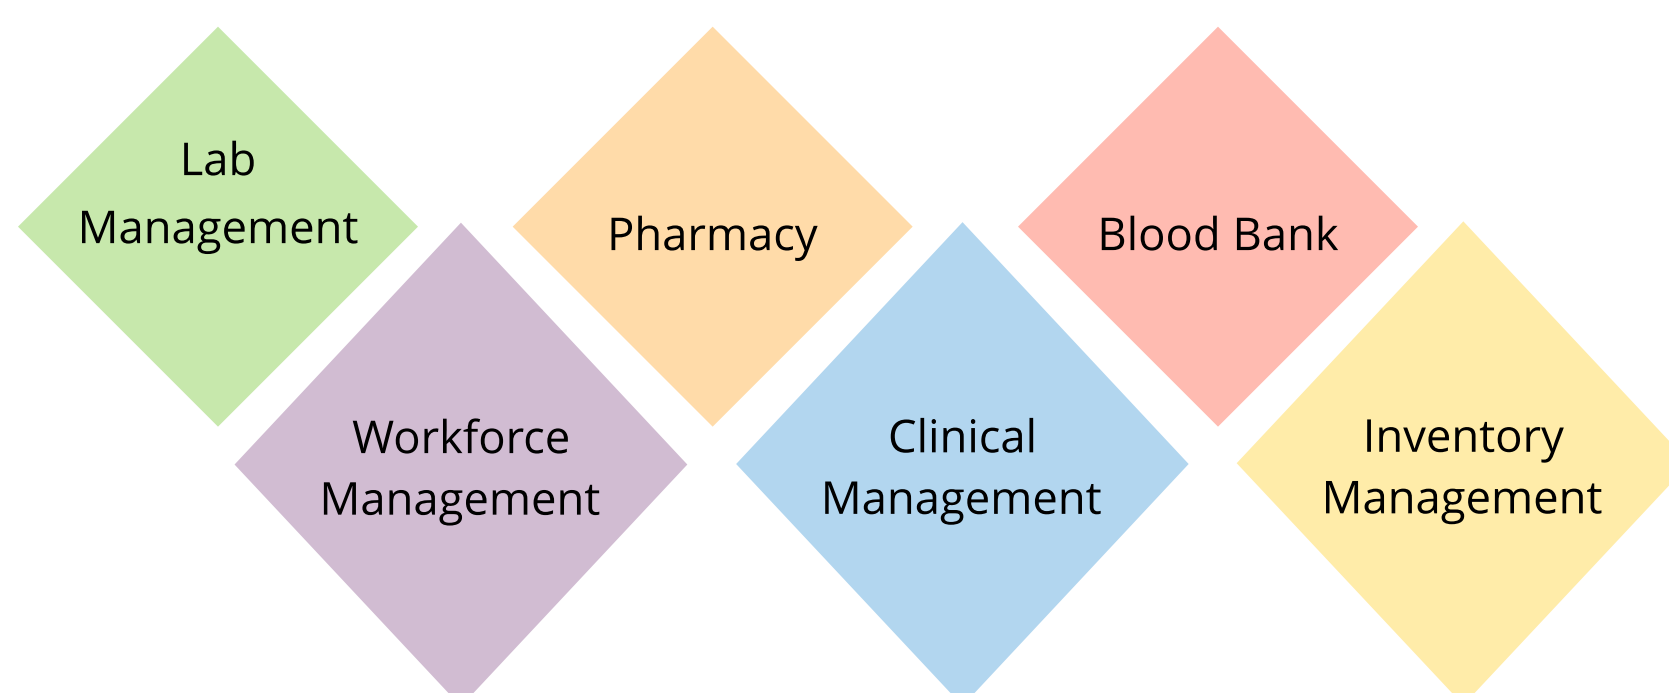 Lab
Management
Pharmacy
Blood Bank
Workforce
Management
Clinical
Management
Inventory
Management